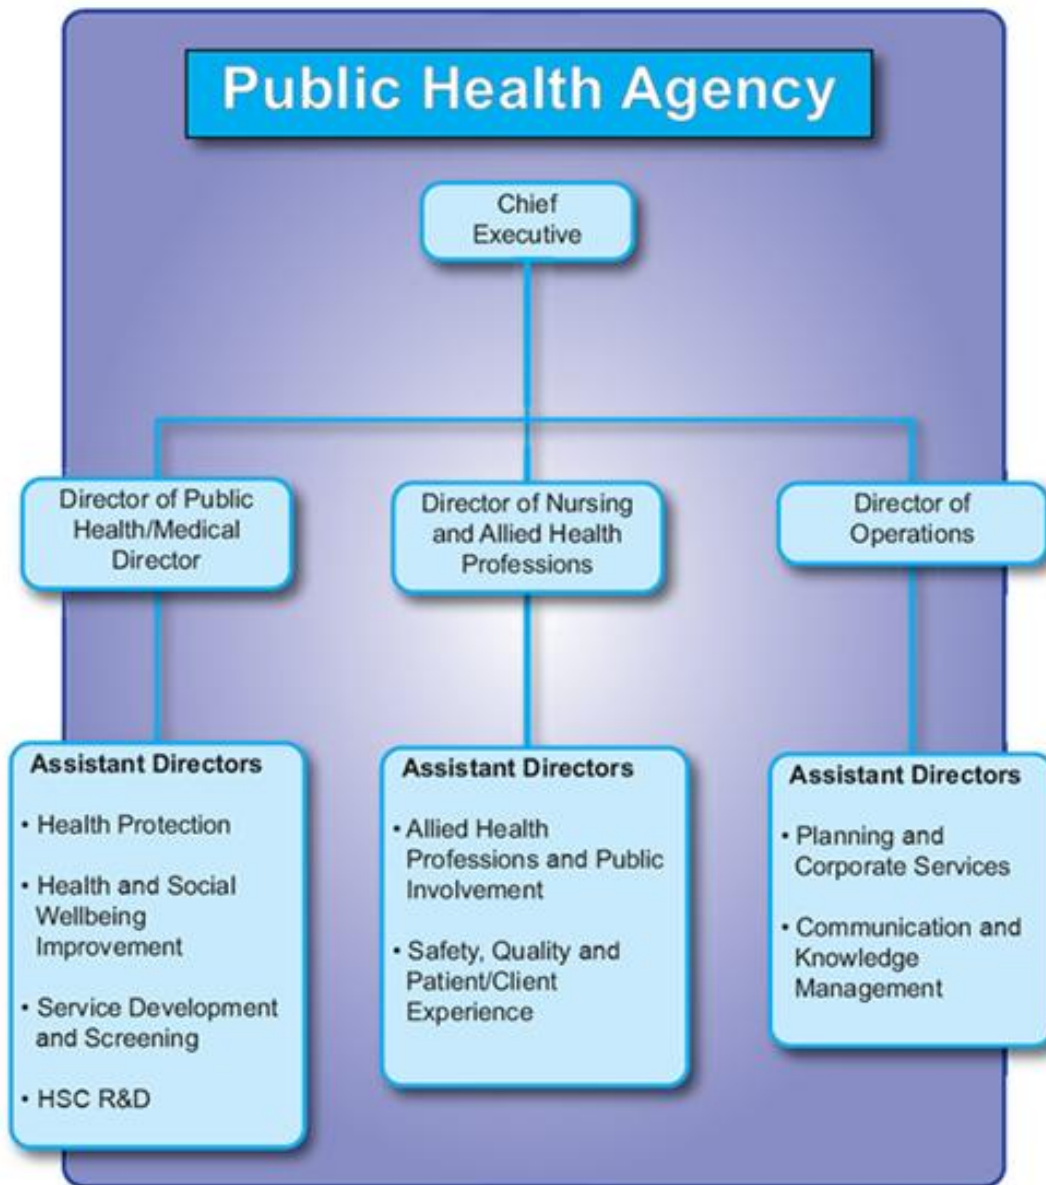 Public Health Agency
Chief
Executive
Director of Public
Health/Medical
Director
Director of Nursing
and Allied Health
Professions
Director of
Operations
Assistant Directors
• Health Protection
• Health and Social
Wellbeing
Improvement
• Service Development
and Screening
• HSC R&D
Assistant Directors
• Allied Health
Professions and Public
Involvement
• Safety, Quality and
Patient/Client
Experience
Assistant Directors
• Planning and
Corporate Services
• Communication and
Knowledge
Management